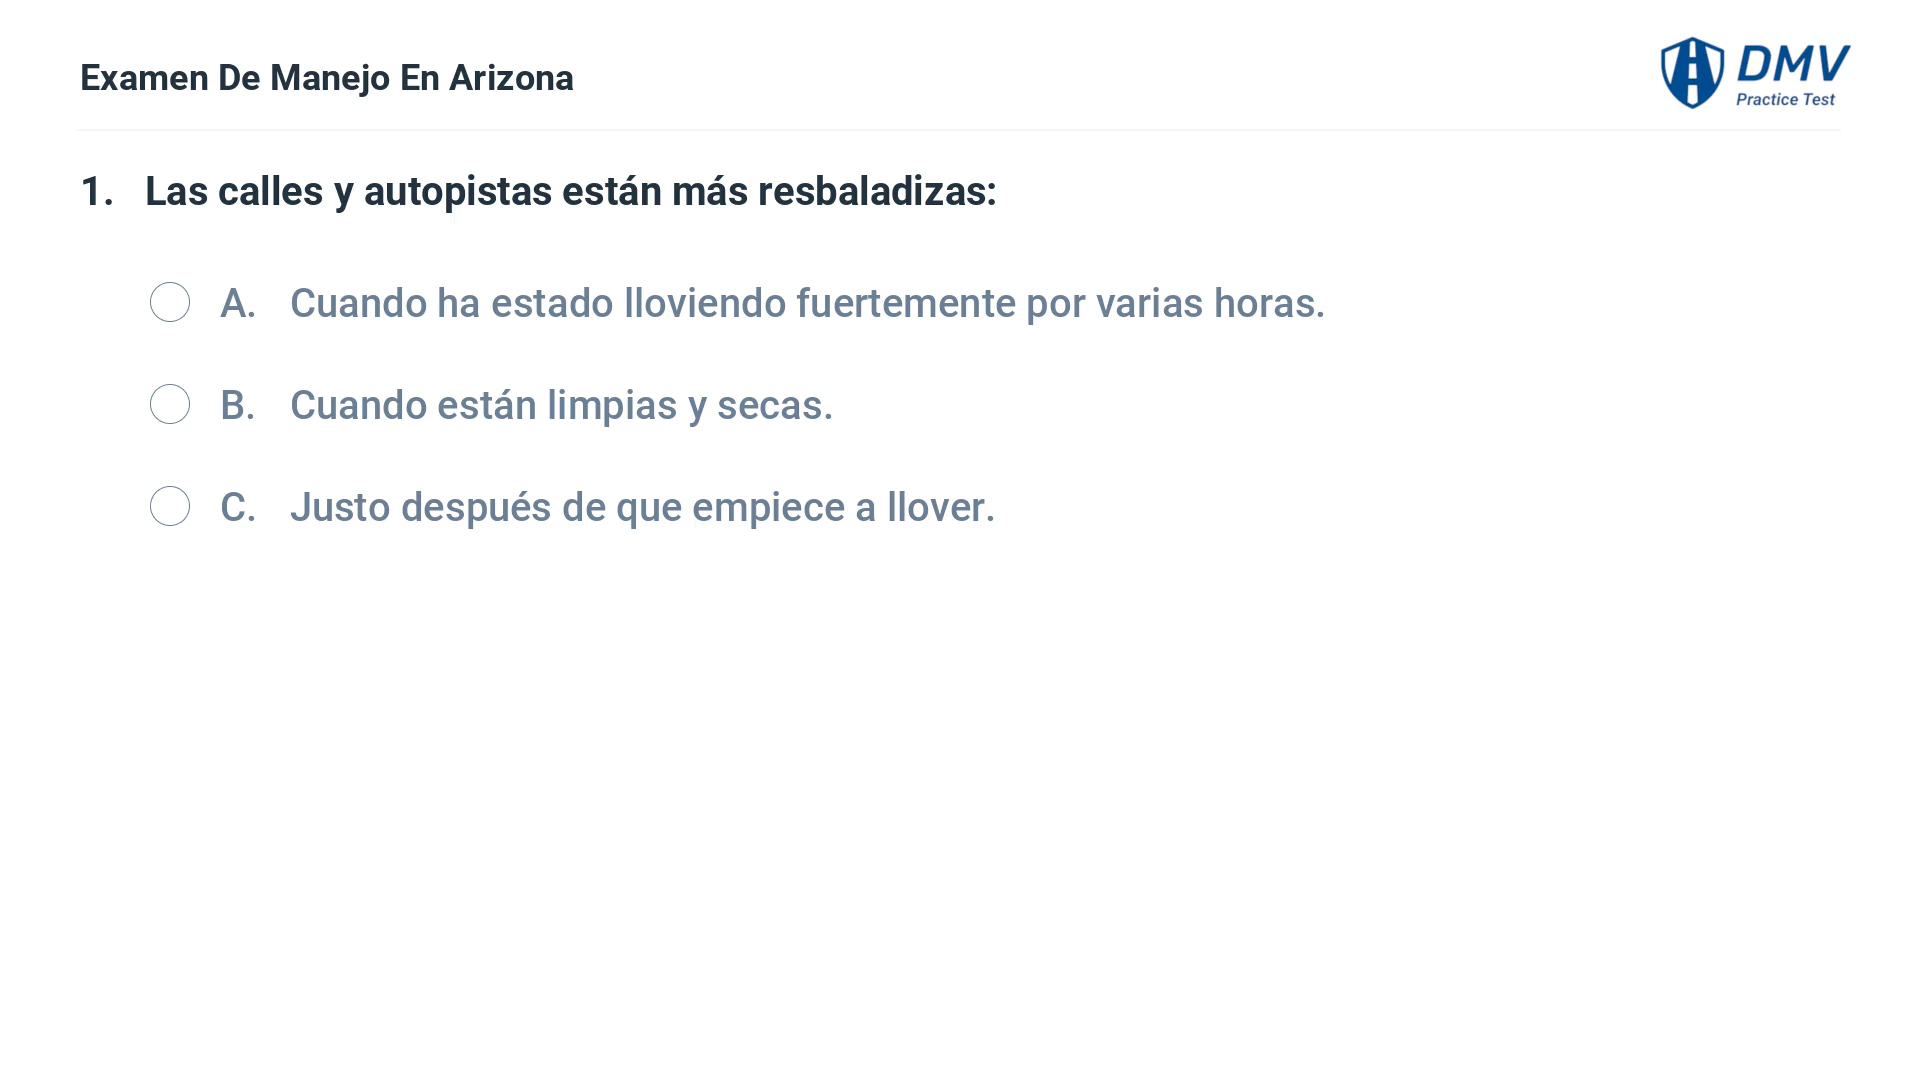 Examen De Manejo En Arizona
DMV
Practice Test
1. Las calles y autopistas están más resbaladizas:
A. Cuando ha estado lloviendo fuertemente por varias horas.
B. Cuando están limpias y secas.
C. Justo después de que empiece a llover.